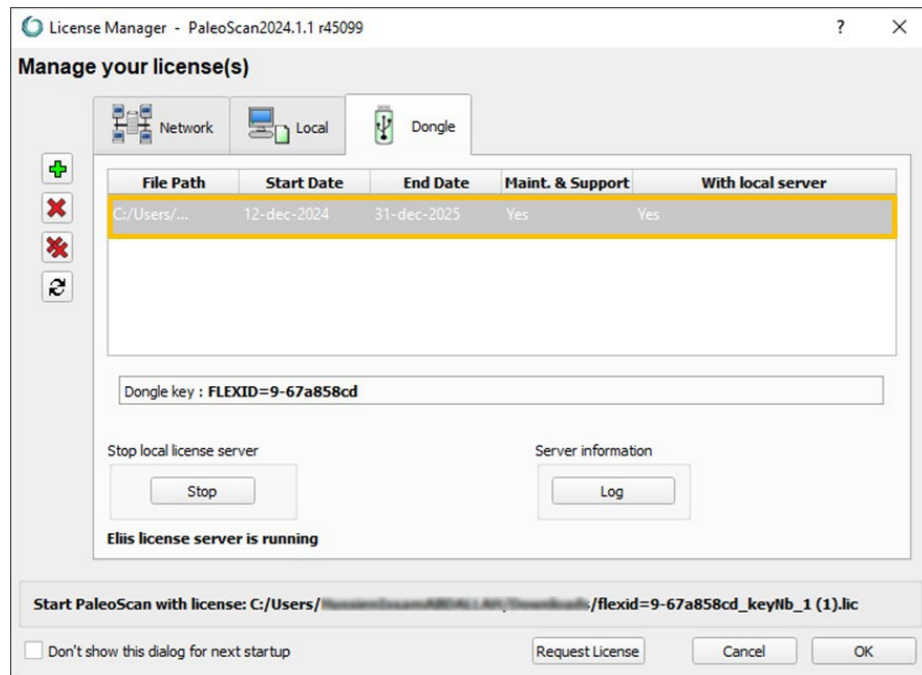 License Manager - PaleoScan2024.1.1 r45099
Manage your license(s)
Network Local Dongle
File Path Start Date End Date Maint. & Support With local server
C:/Users/... 12-dec-2024 31-dec-2025 Yes Yes
Dongle key : FLEXID=9-67a858cd
Stop local license server Server information
Stop Log
Eliis license server is running
Start PaleoScan with license: C:/Users/ /flexid=9-67a858cd_keyNb_1 (1).lic
Don't show this dialog for next startup Request License Cancel OK